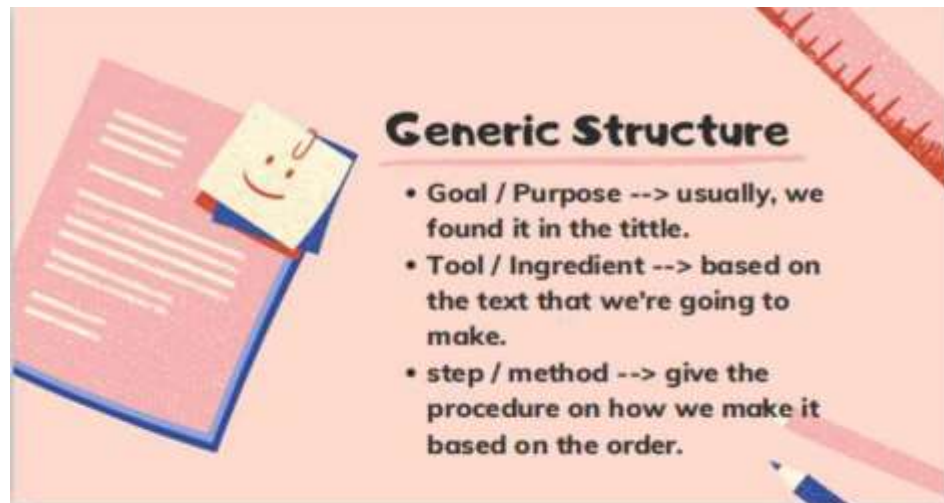 Generic Structure
• Goal / Purpose --> usually, we
found it in the tittle.
• Tool / Ingredient --> based on
the text that we're going to
make.
• step / method --> give the
procedure on how we make it
based on the order.